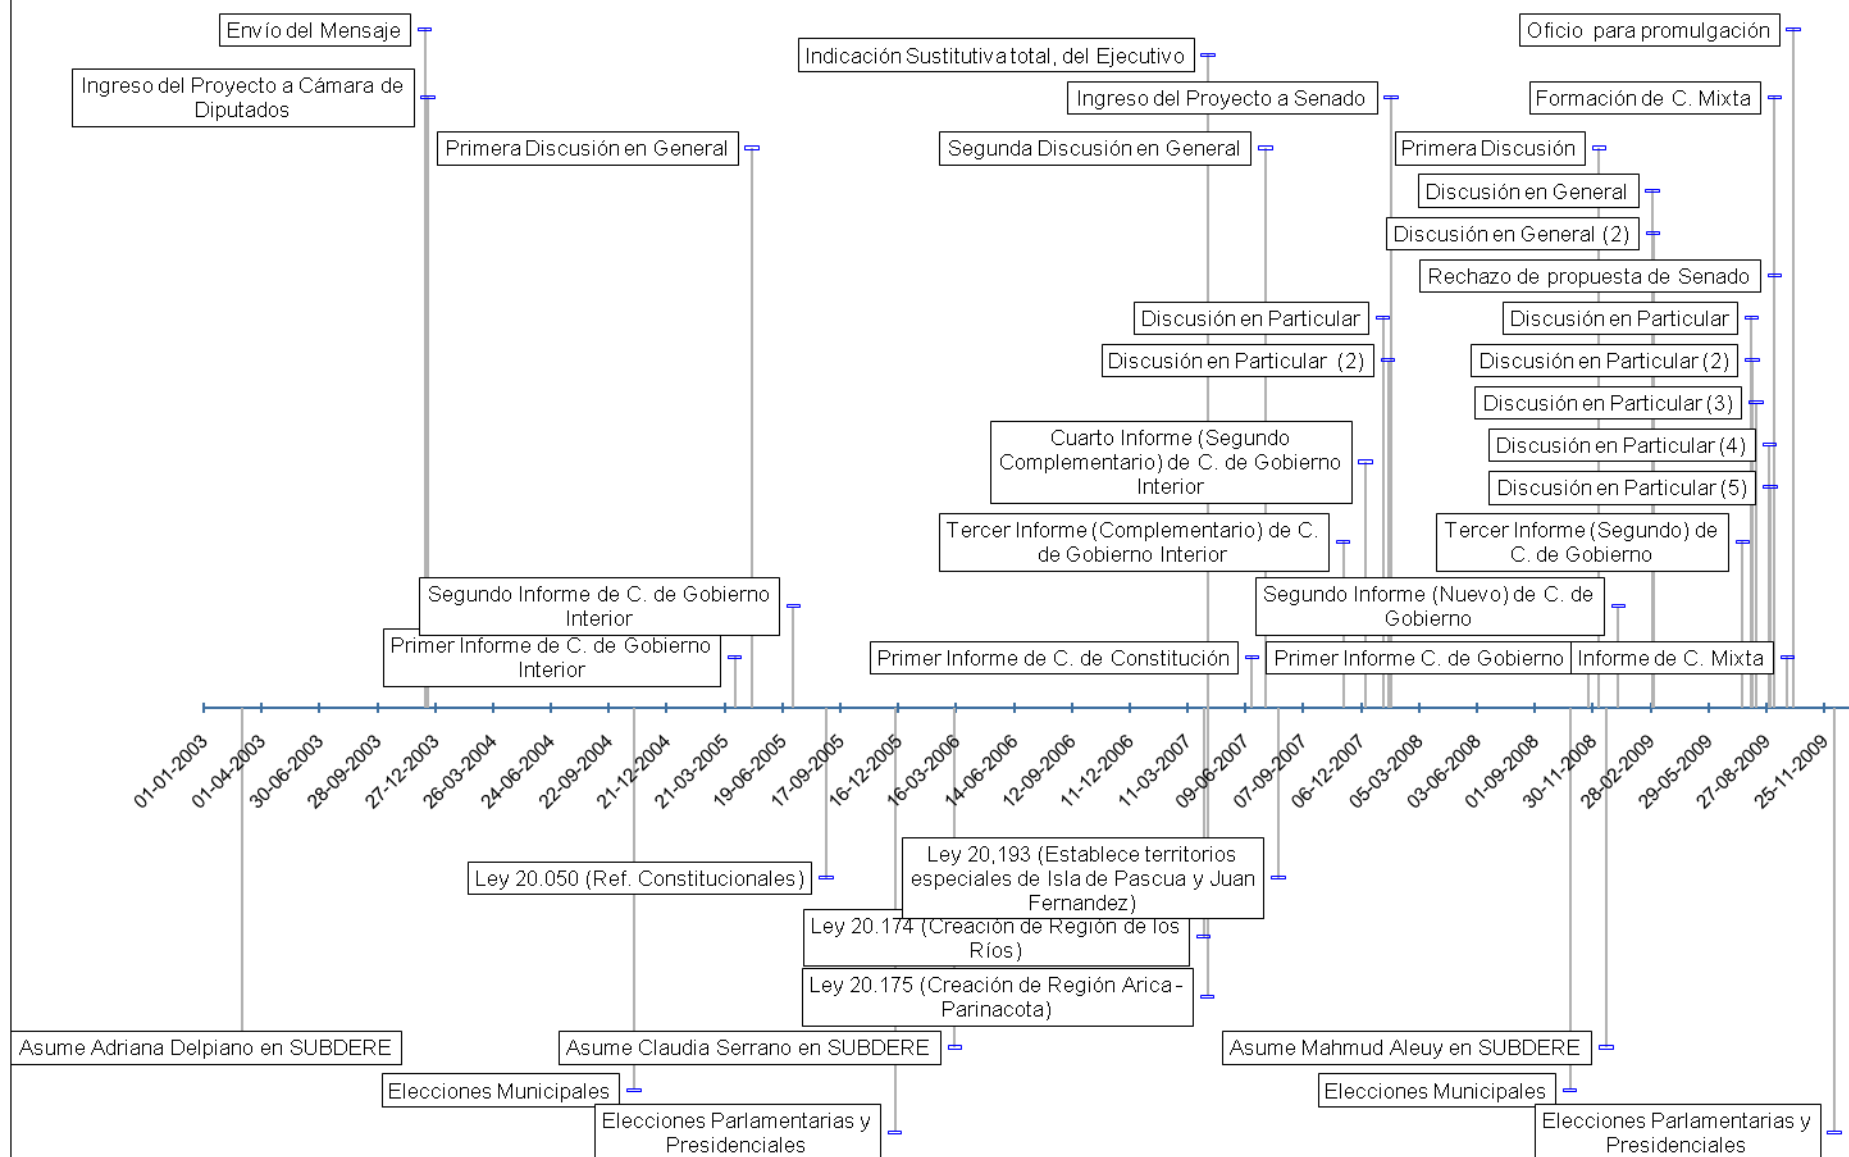 Envío del Mensaje
Oficio para promulgación
Indicación Sustitutiva total, del Ejecutivo
Ingreso del Proyecto a Cámara de
Diputados
Ingreso del Proyecto a Senado
Formación de C. Mixta
Primera Discusión en General
Segunda Discusión en General
Primera Discusión
Discusión en General
Discusión en General (2)
Rechazo de propuesta de Senado
Discusión en Particular
Discusión en Particular
Discusión en Particular (2)
Discusión en Particular (2)
Discusión en Particular (3)
Cuarto Informe (Segundo
Complementario) de C. de Gobierno
Interior
Discusión en Particular (4)
Discusión en Particular (5)
Tercer Informe (Complementario) de C.
de Gobierno Interior
Tercer Informe (Segundo) de
C. de Gobierno
Segundo Informe de C. de Gobierno
Interior
Segundo Informe (Nuevo) de C. de
Gobierno
Primer Informe de C. de Gobierno
Interior
Primer Informe de C. de Constitución
Primer Informe C. de Gobierno
Informe de C. Mixta
01-01-2003
01-04-2003
30-06-2003
28-09-2003
27-12-2003
26-03-2004
24-06-2004
22-09-2004
21-12-2004
21-03-2005
19-06-2005
17-09-2005
16-12-2005
16-03-2006
14-06-2006
12-09-2006
11-12-2006
11-03-2007
09-06-2007
07-09-2007
06-12-2007
05-03-2008
03-06-2008
01-09-2008
30-11-2008
28-02-2009
29-05-2009
27-08-2009
25-11-2009
Ley 20.050 (Ref. Constitucionales)
Ley 20,193 (Establece territorios
especiales de Isla de Pascua y Juan
Fernandez)
Ley 20.174 (Creación de Región de los
Ríos)
Ley 20.175 (Creación de Región Arica-
Parinacota)
Asume Adriana Delpiano en SUBDERE
Asume Claudia Serrano en SUBDERE
Asume Mahmud Aleuy en SUBDERE
Elecciones Municipales
Elecciones Municipales
Elecciones Parlamentarias y
Presidenciales
Elecciones Parlamentarias y
Presidenciales